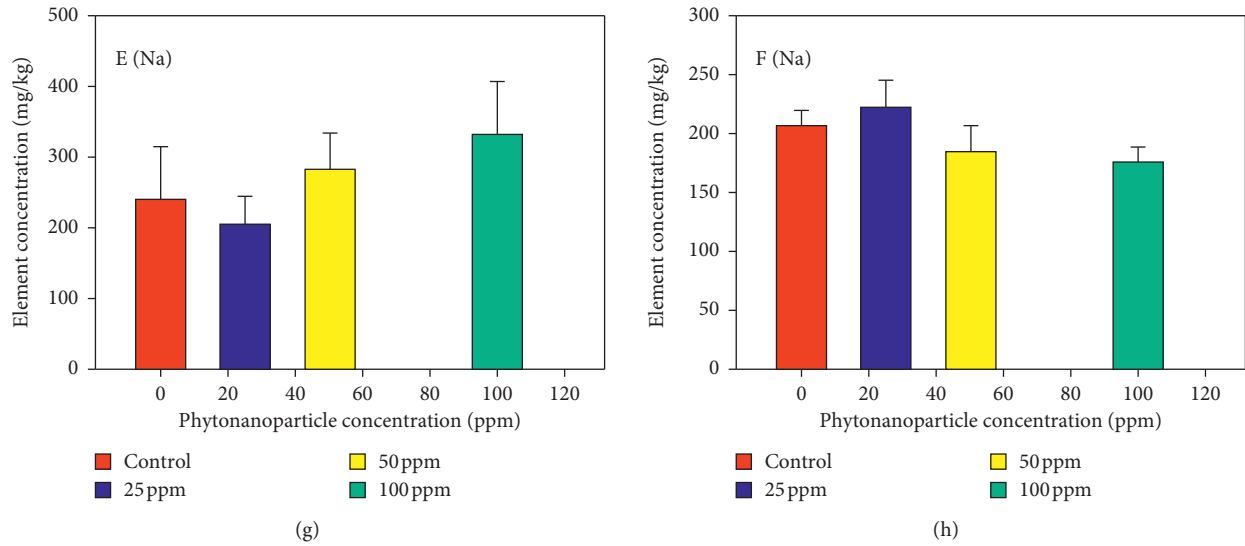 500
400
300
200
100
0
Element concentration (mg/kg)
E (Na)
0 20 40 60 80 100 120
Phytonanoparticle concentration (ppm)
Control
25 ppm
50 ppm
100 ppm
(g)
300
250
200
150
100
50
0
Element concentration (mg/kg)
F (Na)
0 20 40 60 80 100 120
Phytonanoparticle concentration (ppm)
Control
25 ppm
50 ppm
100 ppm
(h)